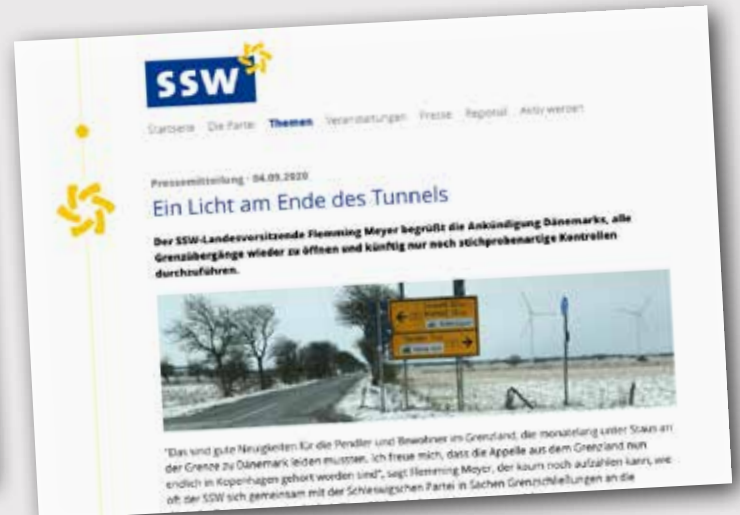 SSW
Startseite Die Partei Themen Veranstaltungen Presse Regional Aktiv werden
Pressemitteilung · 04.09.2020
Ein Licht am Ende des Tunnels
Der SSW-Landesvorsitzende Flemming Meyer begrüßt die Ankündigung Dänemarks, alle
Grenzübergänge wieder zu öffnen und künftig nur noch stichprobenartige Kontrollen
durchzuführen.
"Das sind gute Neuigkeiten für die Pendler und Bewohner im Grenzland, die monatelang unter Staus an
der Grenze zu Dänemark leiden mussten. Ich freue mich, dass die Appelle aus dem Grenzland nun
endlich in Kopenhagen gehört worden sind", sagt Flemming Meyer, der kaum noch aufzählen kann, wie
oft der SSW sich gemeinsam mit der Schleswigschen Partei in Sachen Grenzschließungen an die